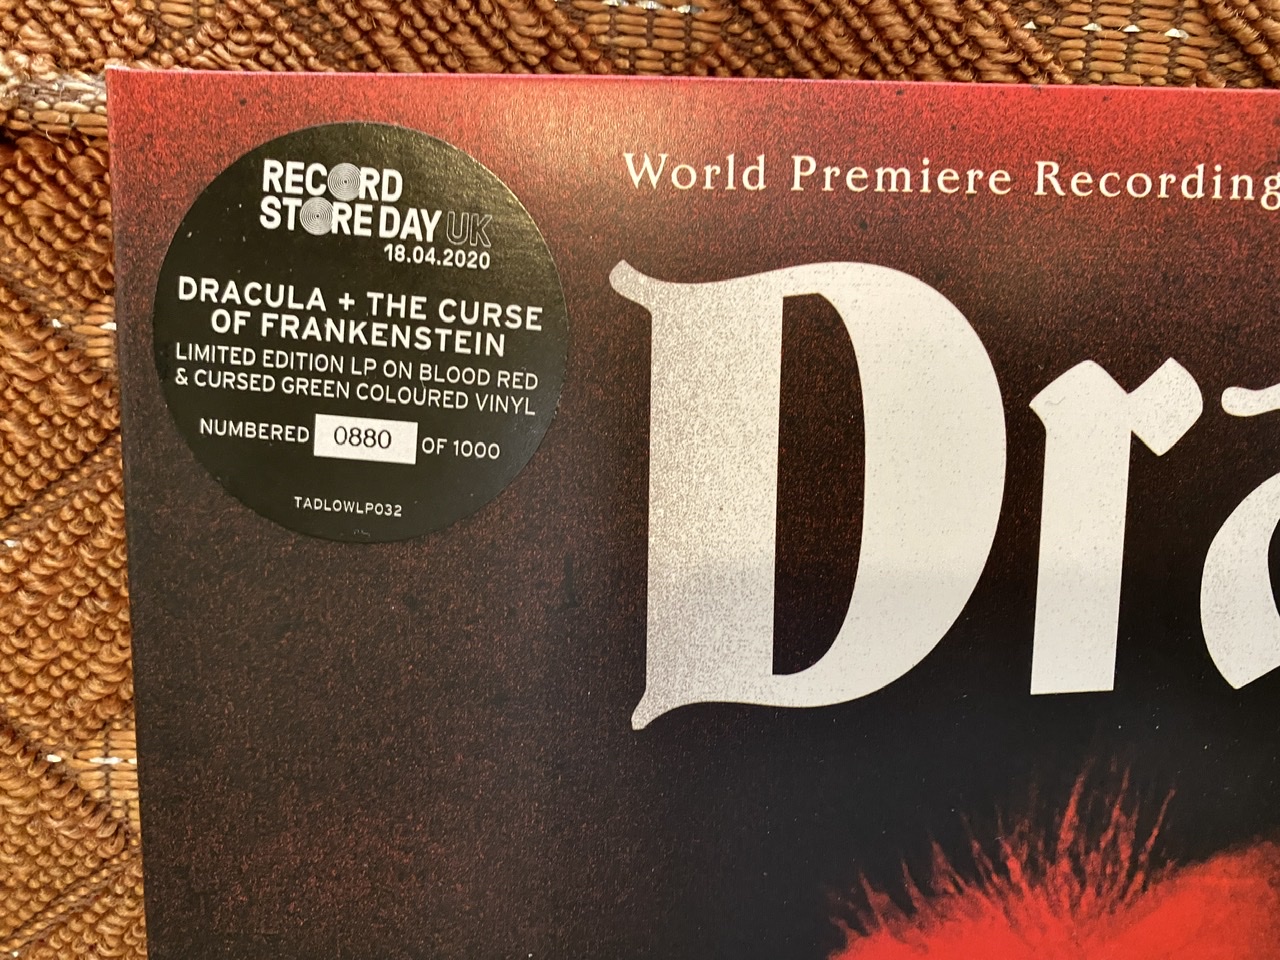 RECORD
STORE DAY UK
18.04.2020
DRACULA + THE CURSE
OF FRANKENSTEIN
LIMITED EDITION LP ON BLOOD RED
& CURSED GREEN COLOURED VINYL
NUMBERED 0880 OF 1000
TADLOWLP032
World Premiere Recording
Dra